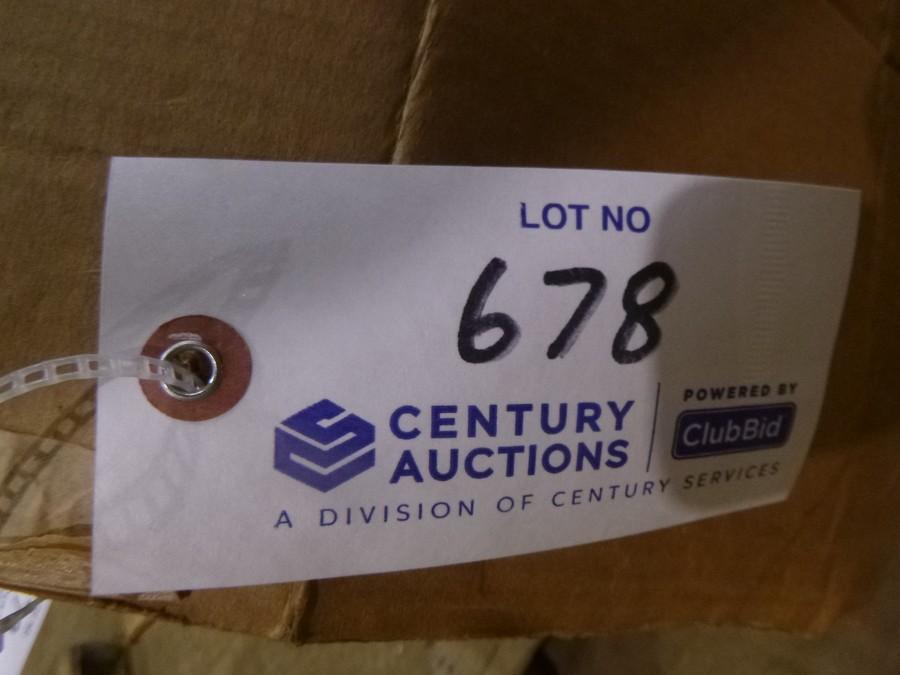 LOT NO
678
CENTURY
AUCTIONS
A DIVISION OF CENTURY SERVICES
POWERED BY
ClubBid